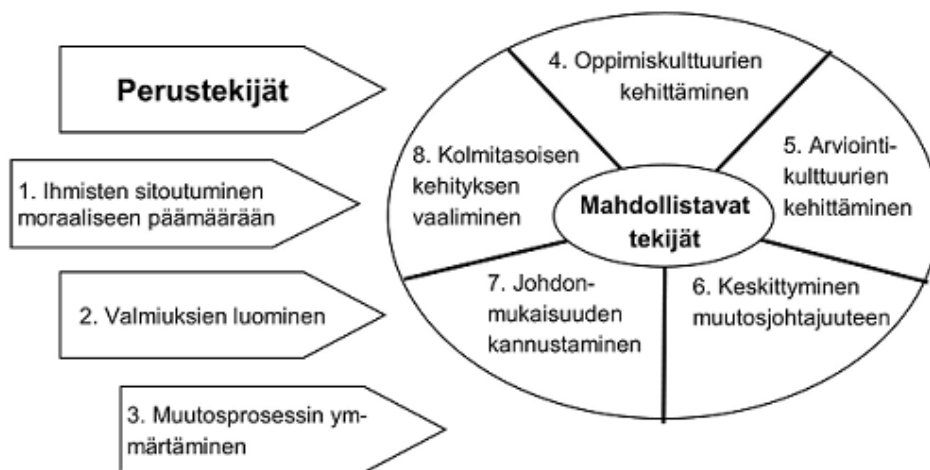 Perustekijät
1. Ihmisten sitoutuminen
moraaliseen päämäärään
2. Valmiuksien luominen
3. Muutosprosessin ym-
märtäminen
Mahdollistavat
tekijät
4. Oppimiskulttuurien
kehittäminen
5. Arviointi-
kulttuurien
kehittäminen
6. Keskittyminen
muutosjohtajuuteen
7. Johdon-
mukaisuuden
kannustaminen
8. Kolmitasoisen
kehityksen
vaaliminen